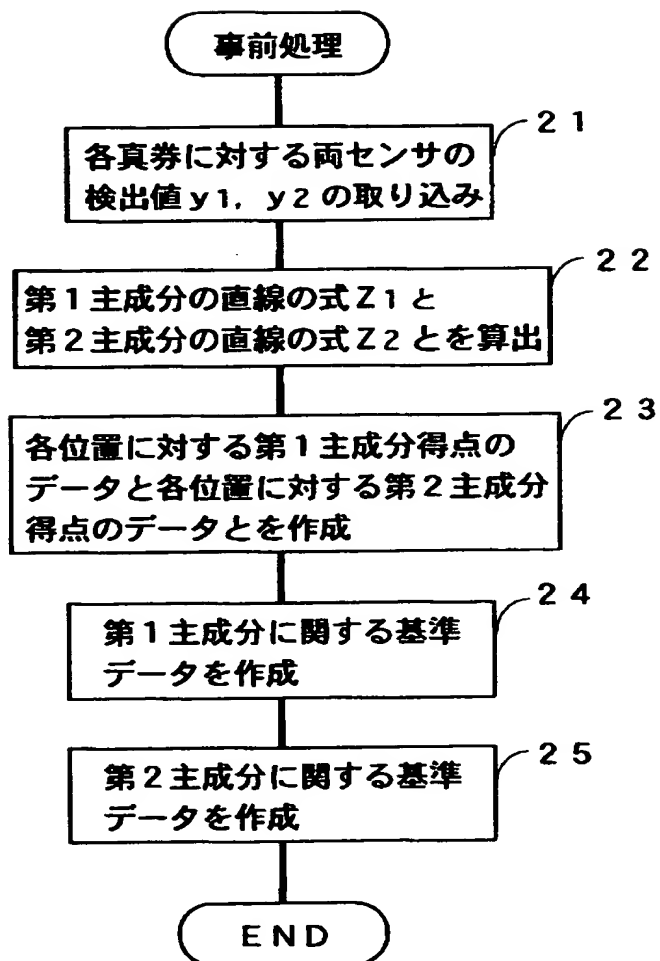 事前処理
21
各真券に対する両センサの
検出値y1，y2の取り込み
22
第1主成分の直線の式Z1と
第2主成分の直線の式Z2とを算出
23
各位置に対する第1主成分得点の
データと各位置に対する第2主成分
得点のデータとを作成
24
第1主成分に関する基準
データを作成
25
第2主成分に関する基準
データを作成
END